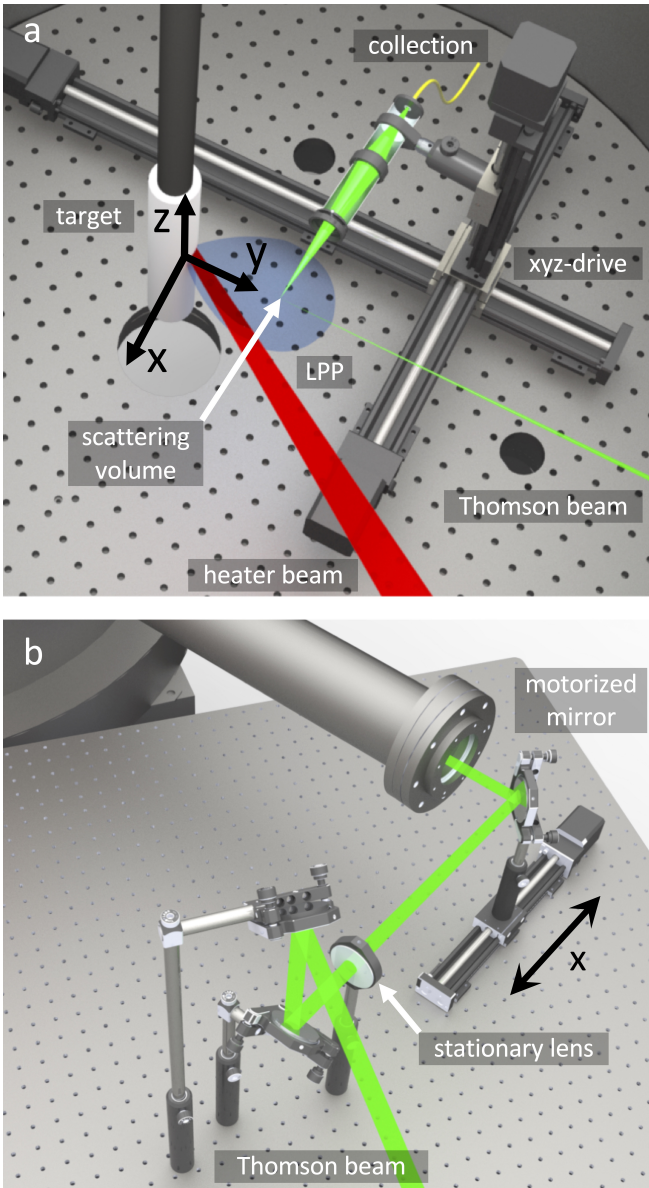 a
collection
target
z
y
xyz-drive
x
LPP
scattering
volume
Thomson beam
heater beam
b
motorized
mirror
x
stationary lens
Thomson beam